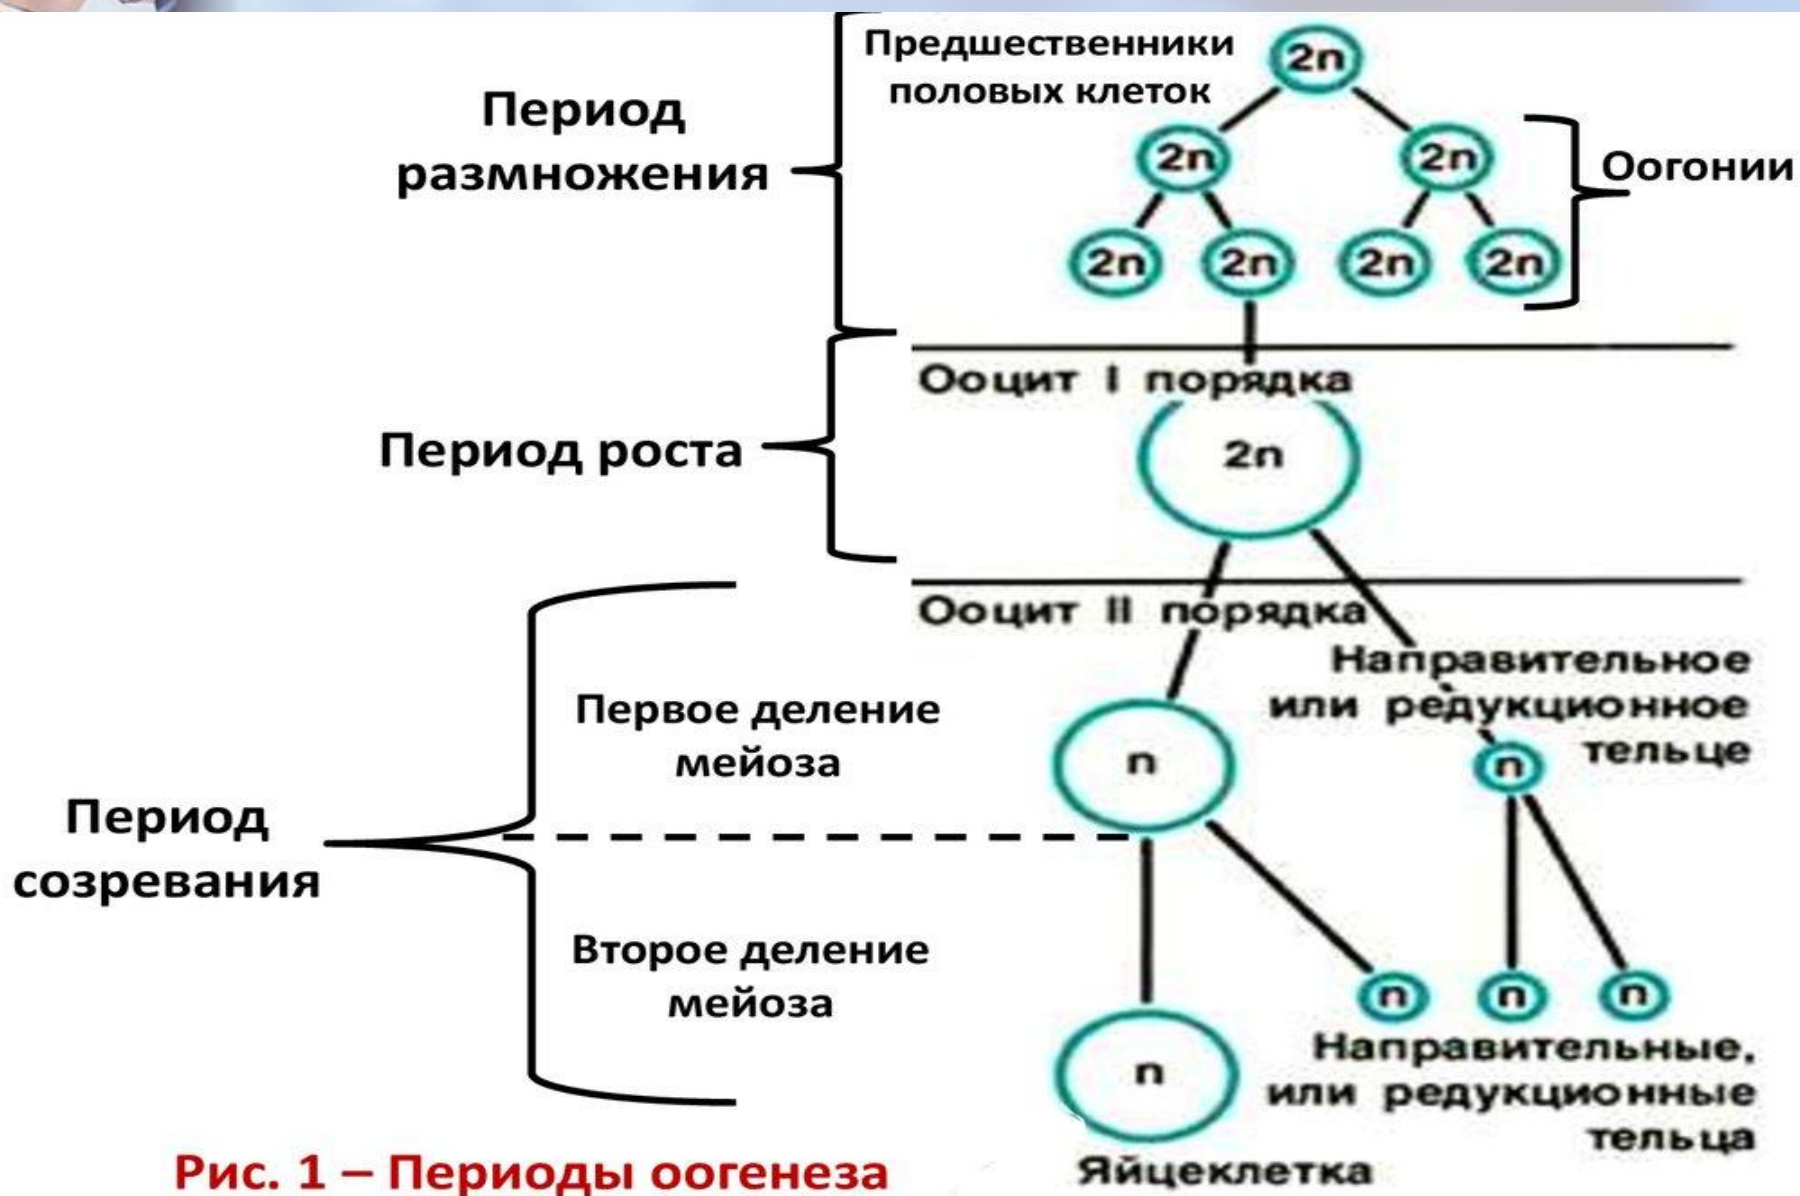 Предшественники
половых клеток
2n
Период
размножения
2n
2n
Оогонии
2n
2n
2n
2n
Ооцит I порядка
Период роста
2n
Ооцит II порядка
Направительное
или редукционное
тельце
Первое деление
мейоза
n
n
Период
созревания
Второе деление
мейоза
n
n
n
n
Направительные,
или редукционные
тельца
Яйцеклетка
Рис. 1 – Периоды оогенеза